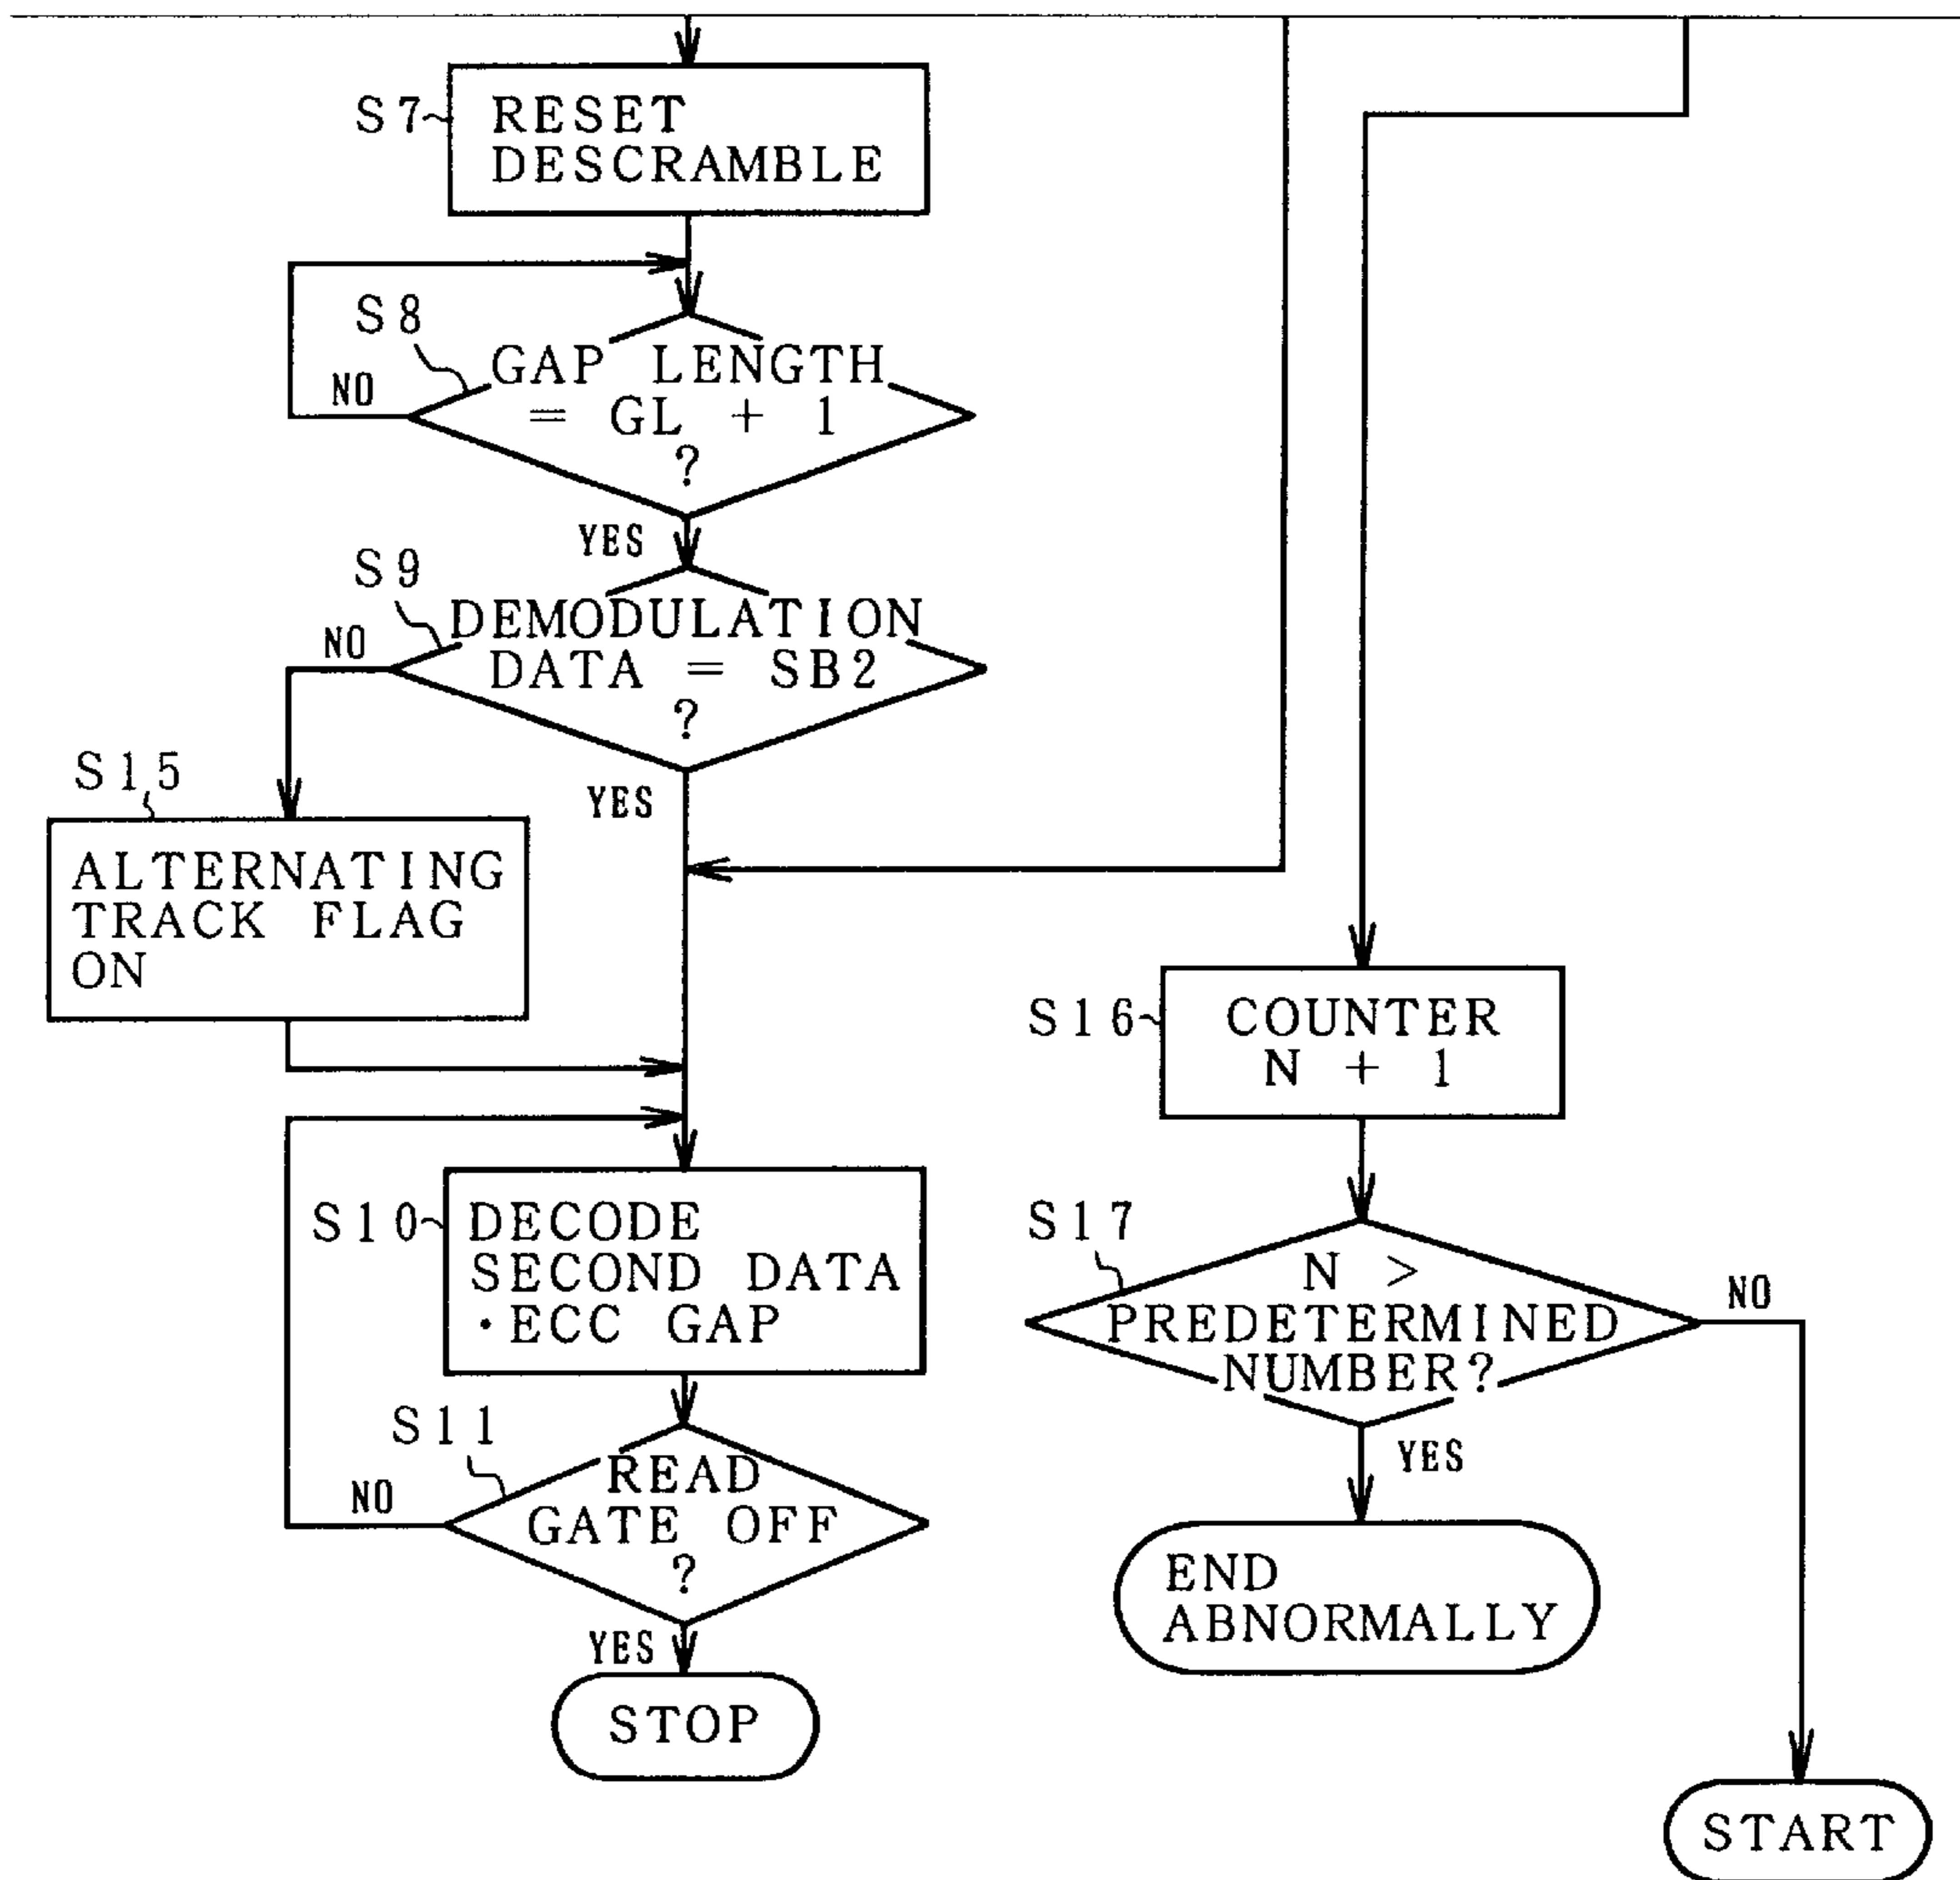 S7
RESET
DESCRAMBLE
S8
GAP LENGTH
= GL + 1
?
NO
YES
S9
DEMODULATION
DATA = SB2
?
NO
YES
S15
ALTERNATING
TRACK FLAG
ON
S10
DECODE
SECOND DATA
・ECC GAP
S11
READ
GATE OFF
?
NO
YES
STOP
S16
COUNTER
N + 1
S17
N >
PREDETERMINED
NUMBER?
NO
YES
END
ABNORMALLY
START